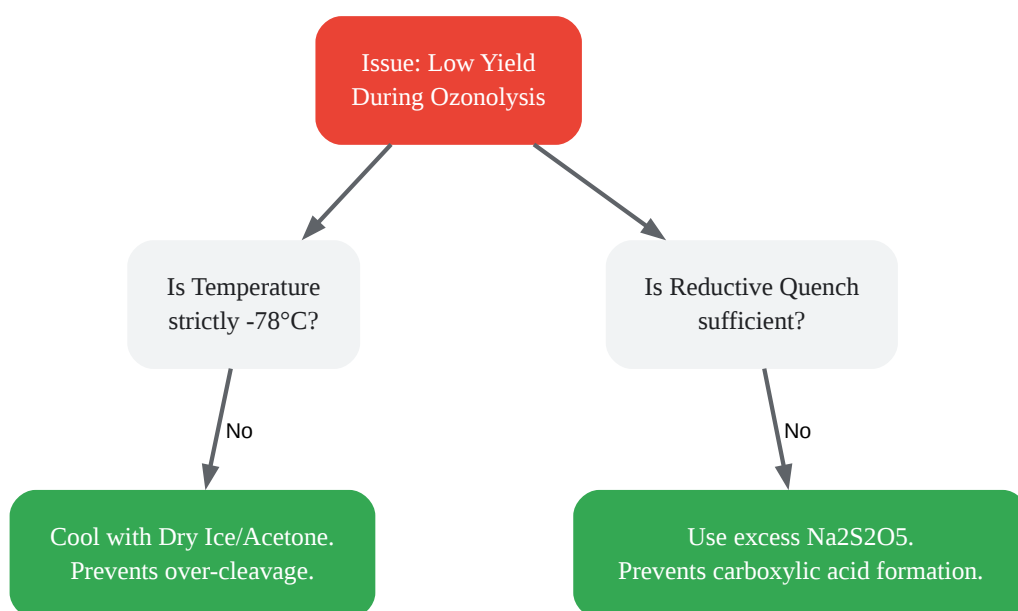 Issue: Low Yield
During Ozonolysis
Is Temperature
strictly -78°C?
Is Reductive Quench
sufficient?
No
No
Cool with Dry Ice/Acetone.
Prevents over-cleavage.
Use excess Na2S2O5.
Prevents carboxylic acid formation.